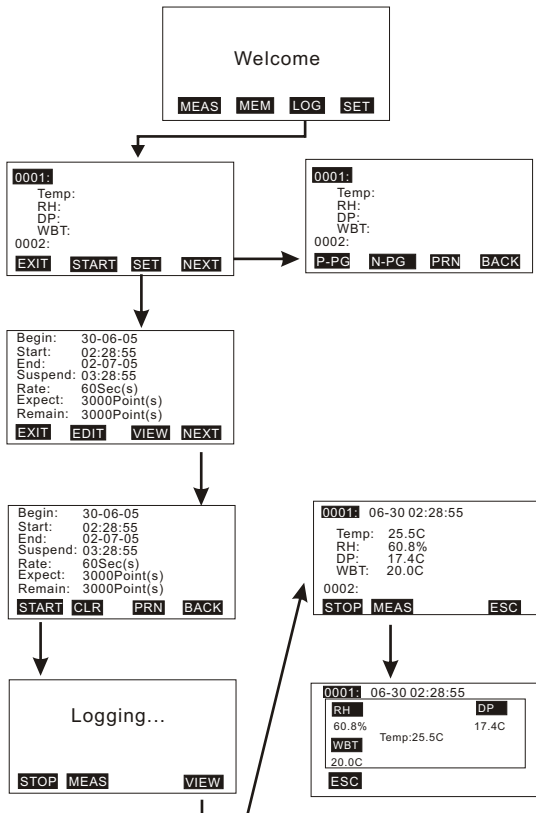 Welcome
MEAS MEM LOG SET
0001:
Temp:
RH:
DP:
WBT:
0002:
EXIT START SET NEXT
0001:
Temp:
RH:
DP:
WBT:
0002:
P-PG N-PG PRN BACK
Begin: 30-06-05
Start: 02:28:55
End: 02-07-05
Suspend: 03:28:55
Rate: 60Sec(s)
Expect: 3000Point(s)
Remain: 3000Point(s)
EXIT EDIT VIEW NEXT
Begin: 30-06-05
Start: 02:28:55
End: 02-07-05
Suspend: 03:28:55
Rate: 60Sec(s)
Expect: 3000Point(s)
Remain: 3000Point(s)
START CLR PRN BACK
0001: 06-30 02:28:55
Temp: 25.5C
RH: 60.8%
DP: 17.4C
WBT: 20.0C
0002:
STOP MEAS ESC
Logging...
STOP MEAS VIEW
0001: 06-30 02:28:55
RH DP
60.8% 17.4C
Temp:25.5C
WBT
20.0C
ESC